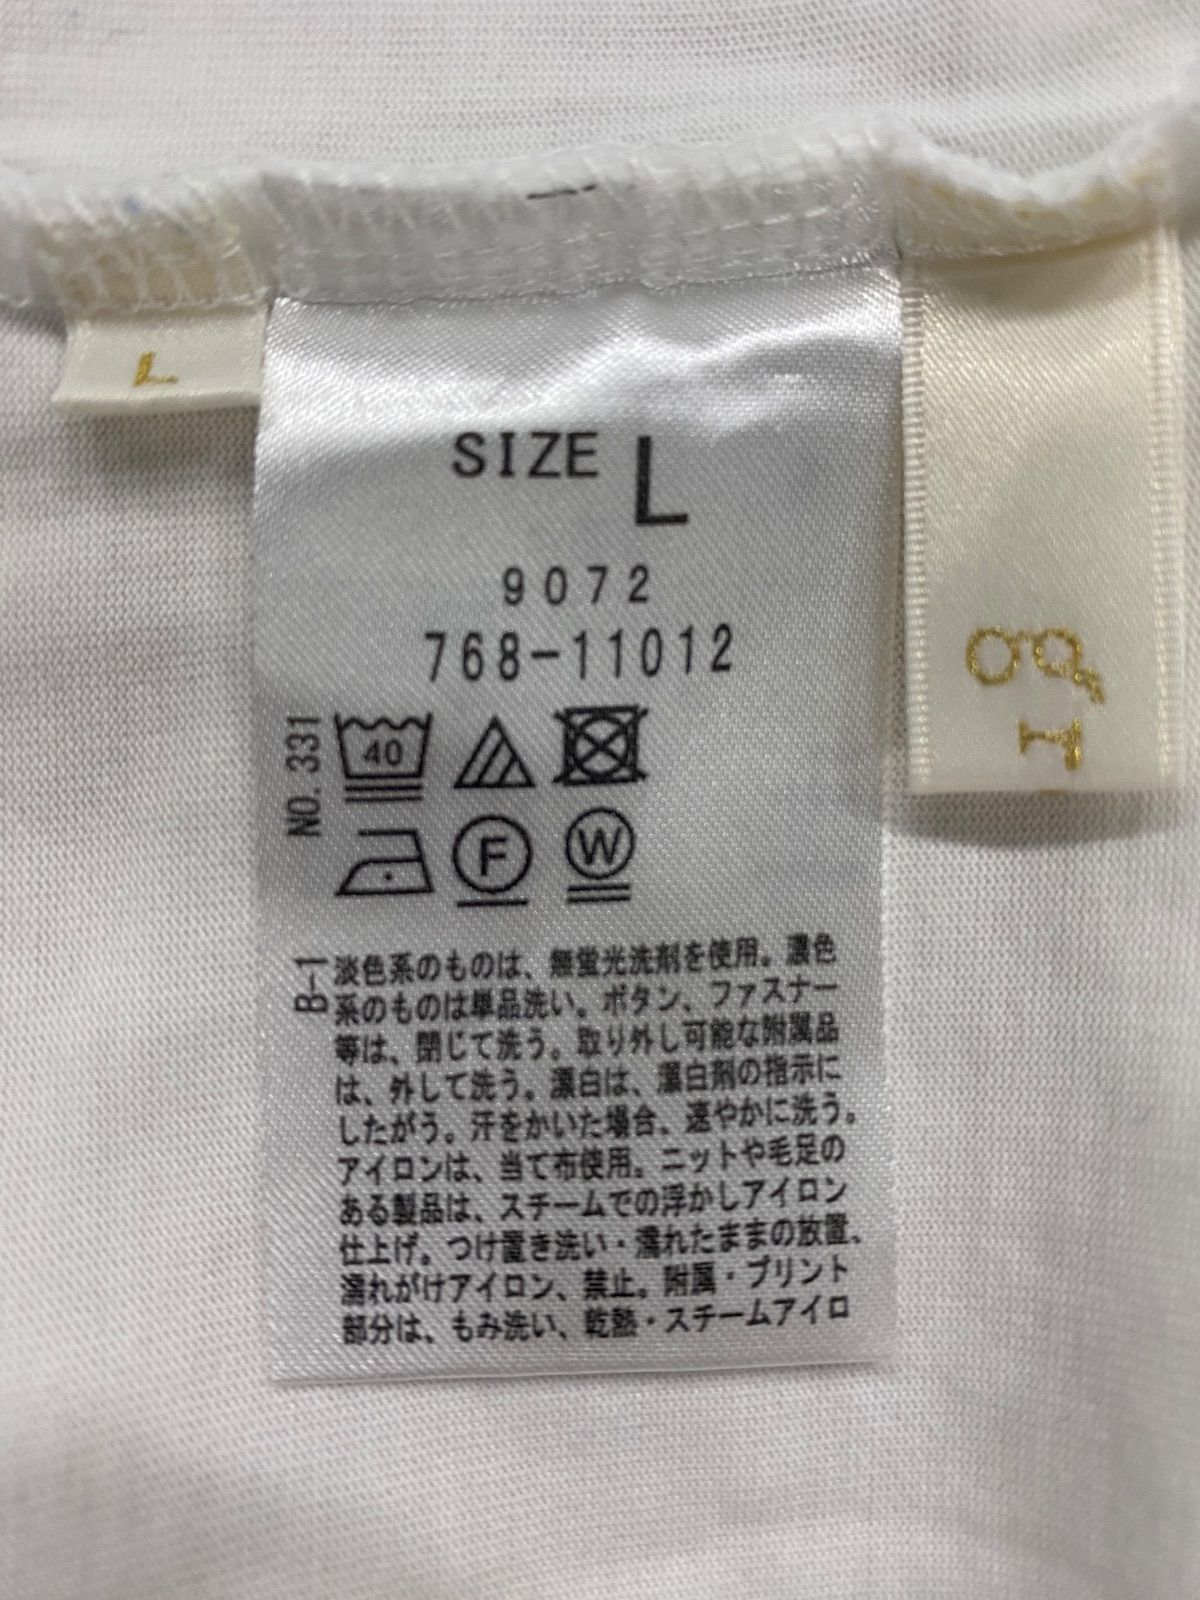 L
SIZE L
9072
768-11012
NO.331
40
F
W
B-1
淡色系のものは、無蛍光洗剤を使用。濃色
系のものは単品洗い。ボタン、ファスナー
等は、閉じて洗う。取り外し可能な附属品
は、外して洗う。漂白は、漂白剤の指示に
したがう。汗をかいた場合、速やかに洗う。
アイロンは、当て布使用。ニットや毛足の
ある製品は、スチームでの浮かしアイロン
仕上げ。つけ置き洗い・濡れたままの放置、
濡れがけアイロン、禁止。附属・プリント
部分は、もみ洗い、乾熱・スチームアイロ